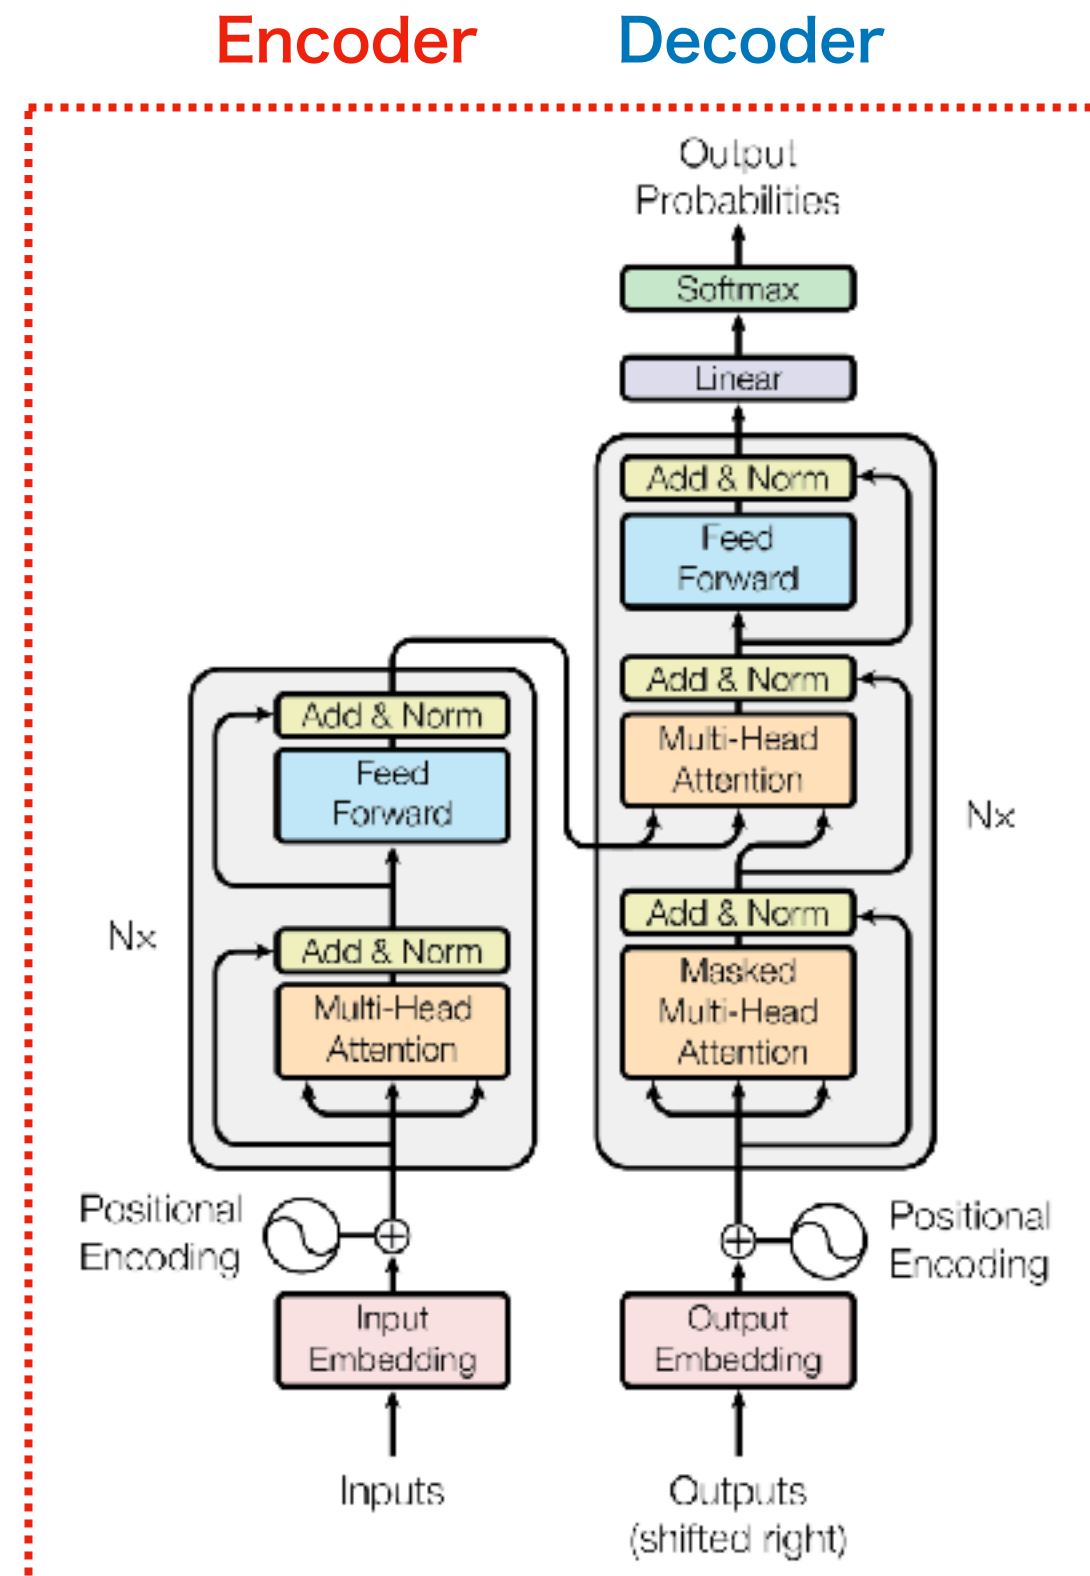 Encoder
Decoder
Output
Probabilities
Softmax
Linear
Add & Norm
Feed
Forward
Add & Norm
Multi-Head
Attention
Nx
Add & Norm
Masked
Multi-Head
Attention
Add & Norm
Feed
Forward
Nx
Add & Norm
Multi-Head
Attention
Positional
Encoding
Positional
Encoding
Input
Embedding
Output
Embedding
Inputs
Outputs
(shifted right)